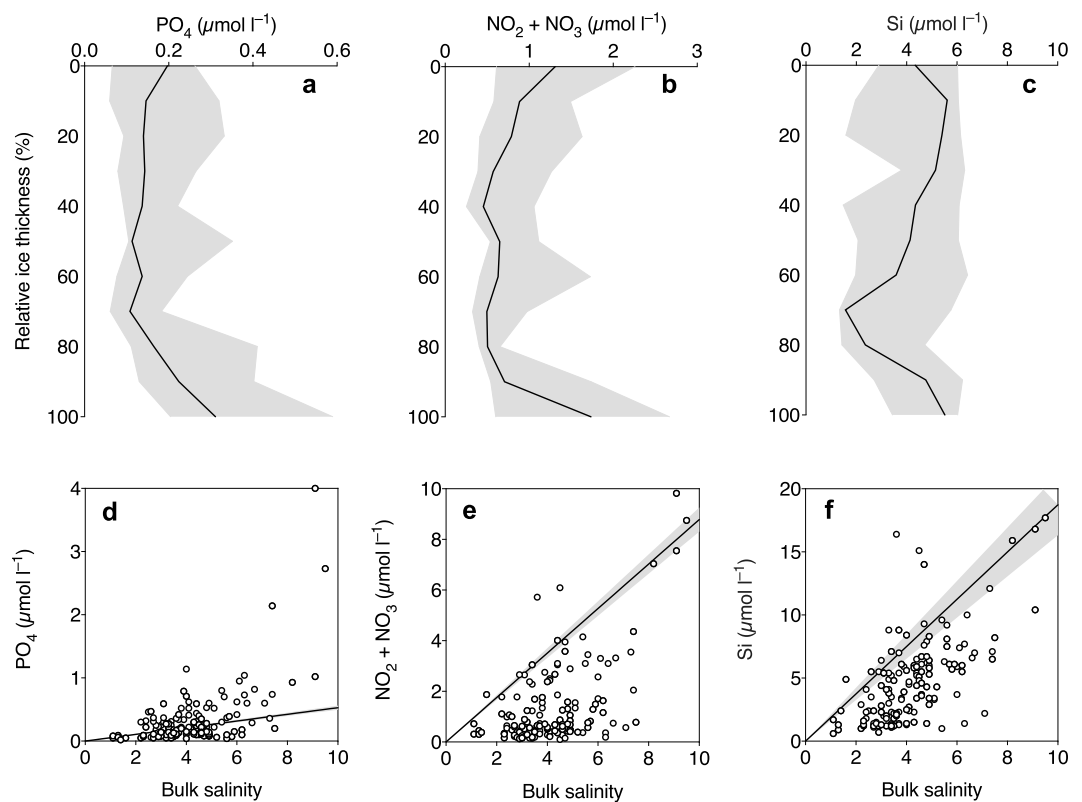 PO4 (µmol l–1)
NO2 + NO3 (µmol l–1)
Si (µmol l–1)
0.0 0.2 0.4 0.6
0 1 2 3
0 2 4 6 8 10
a
b
c
Relative ice thickness (%)
0 0 0
20 20 20
40 40 40
60 60 60
80 80 80
100 100 100
d
e
f
PO4 (µmol l–1)
4
3
2
1
0
0 2 4 6 8 10
Bulk salinity
NO2 + NO3 (µmol l–1)
10
8
6
4
2
0
0 2 4 6 8 10
Bulk salinity
Si (µmol l–1)
20
15
10
5
0
0 2 4 6 8 10
Bulk salinity